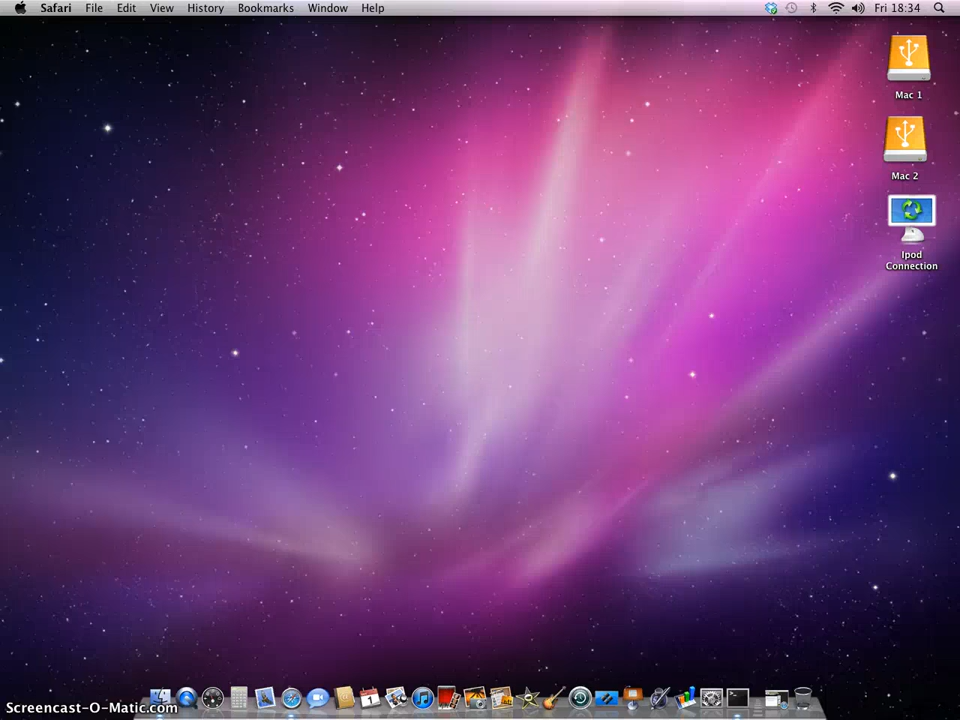 Safari File Edit View History Bookmarks Window Help Fri 18:34
Mac 1
Mac 2
Ipod
Connection
1
Screencast-O-Matic.com